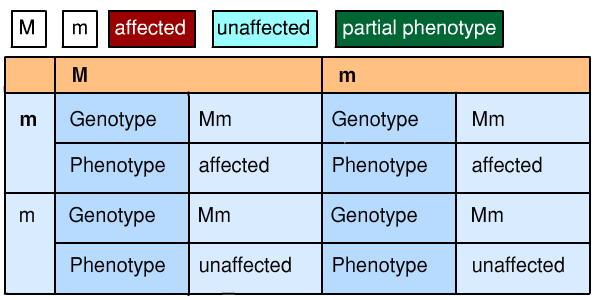 M m affected unaffected partial phenotype
M m
m Genotype Mm Genotype Mm
Phenotype affected Phenotype affected
m Genotype Mm Genotype Mm
Phenotype unaffected Phenotype unaffected